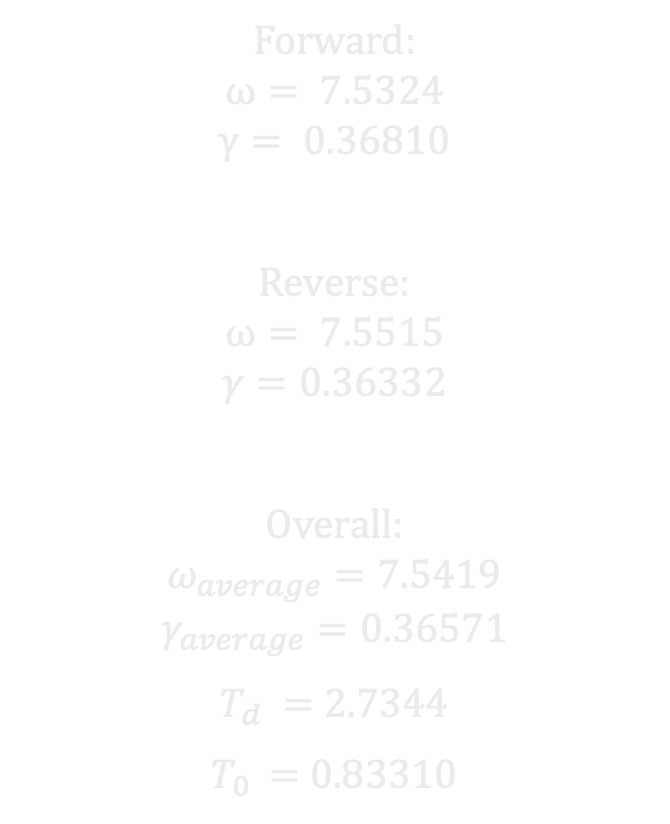 Forward:
ω = 7.5324
γ = 0.36810
Reverse:
ω = 7.5515
γ = 0.36332
Overall:
ω_average = 7.5419
γ_average = 0.36571
T_d = 2.7344
T_0 = 0.83310